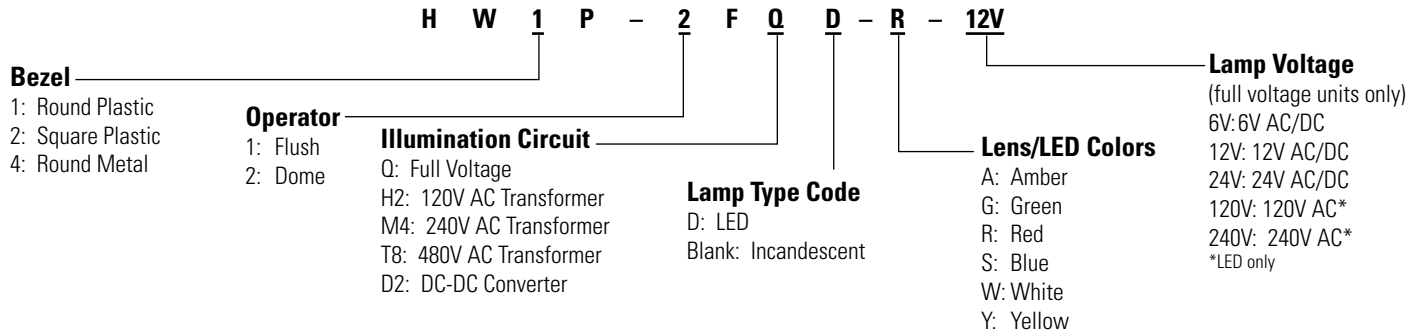 H W 1 P – 2 F Q D – R – 12V
Bezel
1: Round Plastic
2: Square Plastic
4: Round Metal
Operator
1: Flush
2: Dome
Illumination Circuit
Q: Full Voltage
H2: 120V AC Transformer
M4: 240V AC Transformer
T8: 480V AC Transformer
D2: DC-DC Converter
Lamp Type Code
D: LED
Blank: Incandescent
Lens/LED Colors
A: Amber
G: Green
R: Red
S: Blue
W: White
Y: Yellow
Lamp Voltage
(full voltage units only)
6V: 6V AC/DC
12V: 12V AC/DC
24V: 24V AC/DC
120V: 120V AC*
240V: 240V AC*
*LED only